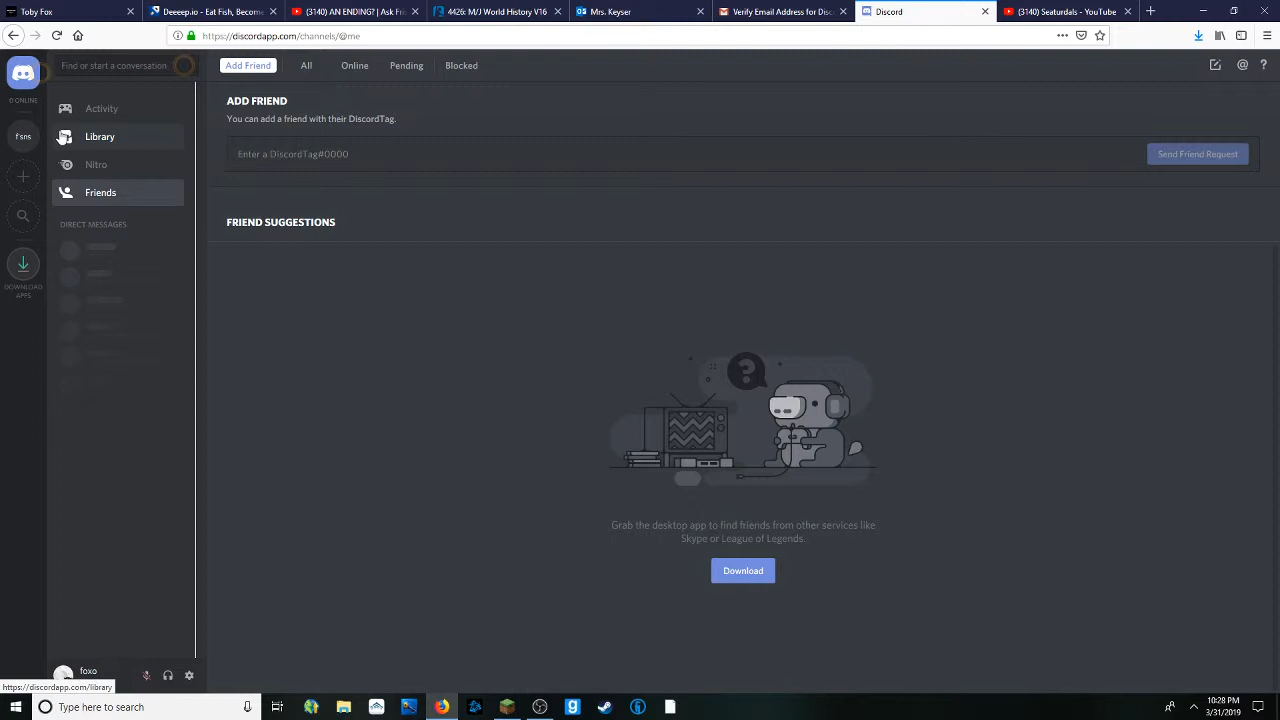 Toby Fox
Deeeep.io - Eat Fish, Become
(3140) AN ENDING? | Ask Fr
4426: M/J World History V16
Mrs. Keyser
Verify Email Address for Disc
Discord
(3140) Seaturdals - YouTube
https://discordapp.com/channels/@me
Find or start a conversation
Add Friend
All
Online
Pending
Blocked
0 ONLINE
Activity
ADD FRIEND
You can add a friend with their DiscordTag.
f sns
Library
Enter a DiscordTag#0000
Send Friend Request
Nitro
Friends
DIRECT MESSAGES
FRIEND SUGGESTIONS
DOWNLOAD
APPS
Grab the desktop app to find friends from other services like
Skype or League of Legends.
Download
foxo
https://discordapp.com/library
Type here to search
10:28 PM
3/31/2019